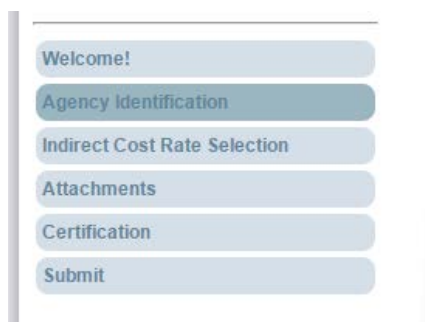 Welcome!
Agency Identification
Indirect Cost Rate Selection
Attachments
Certification
Submit